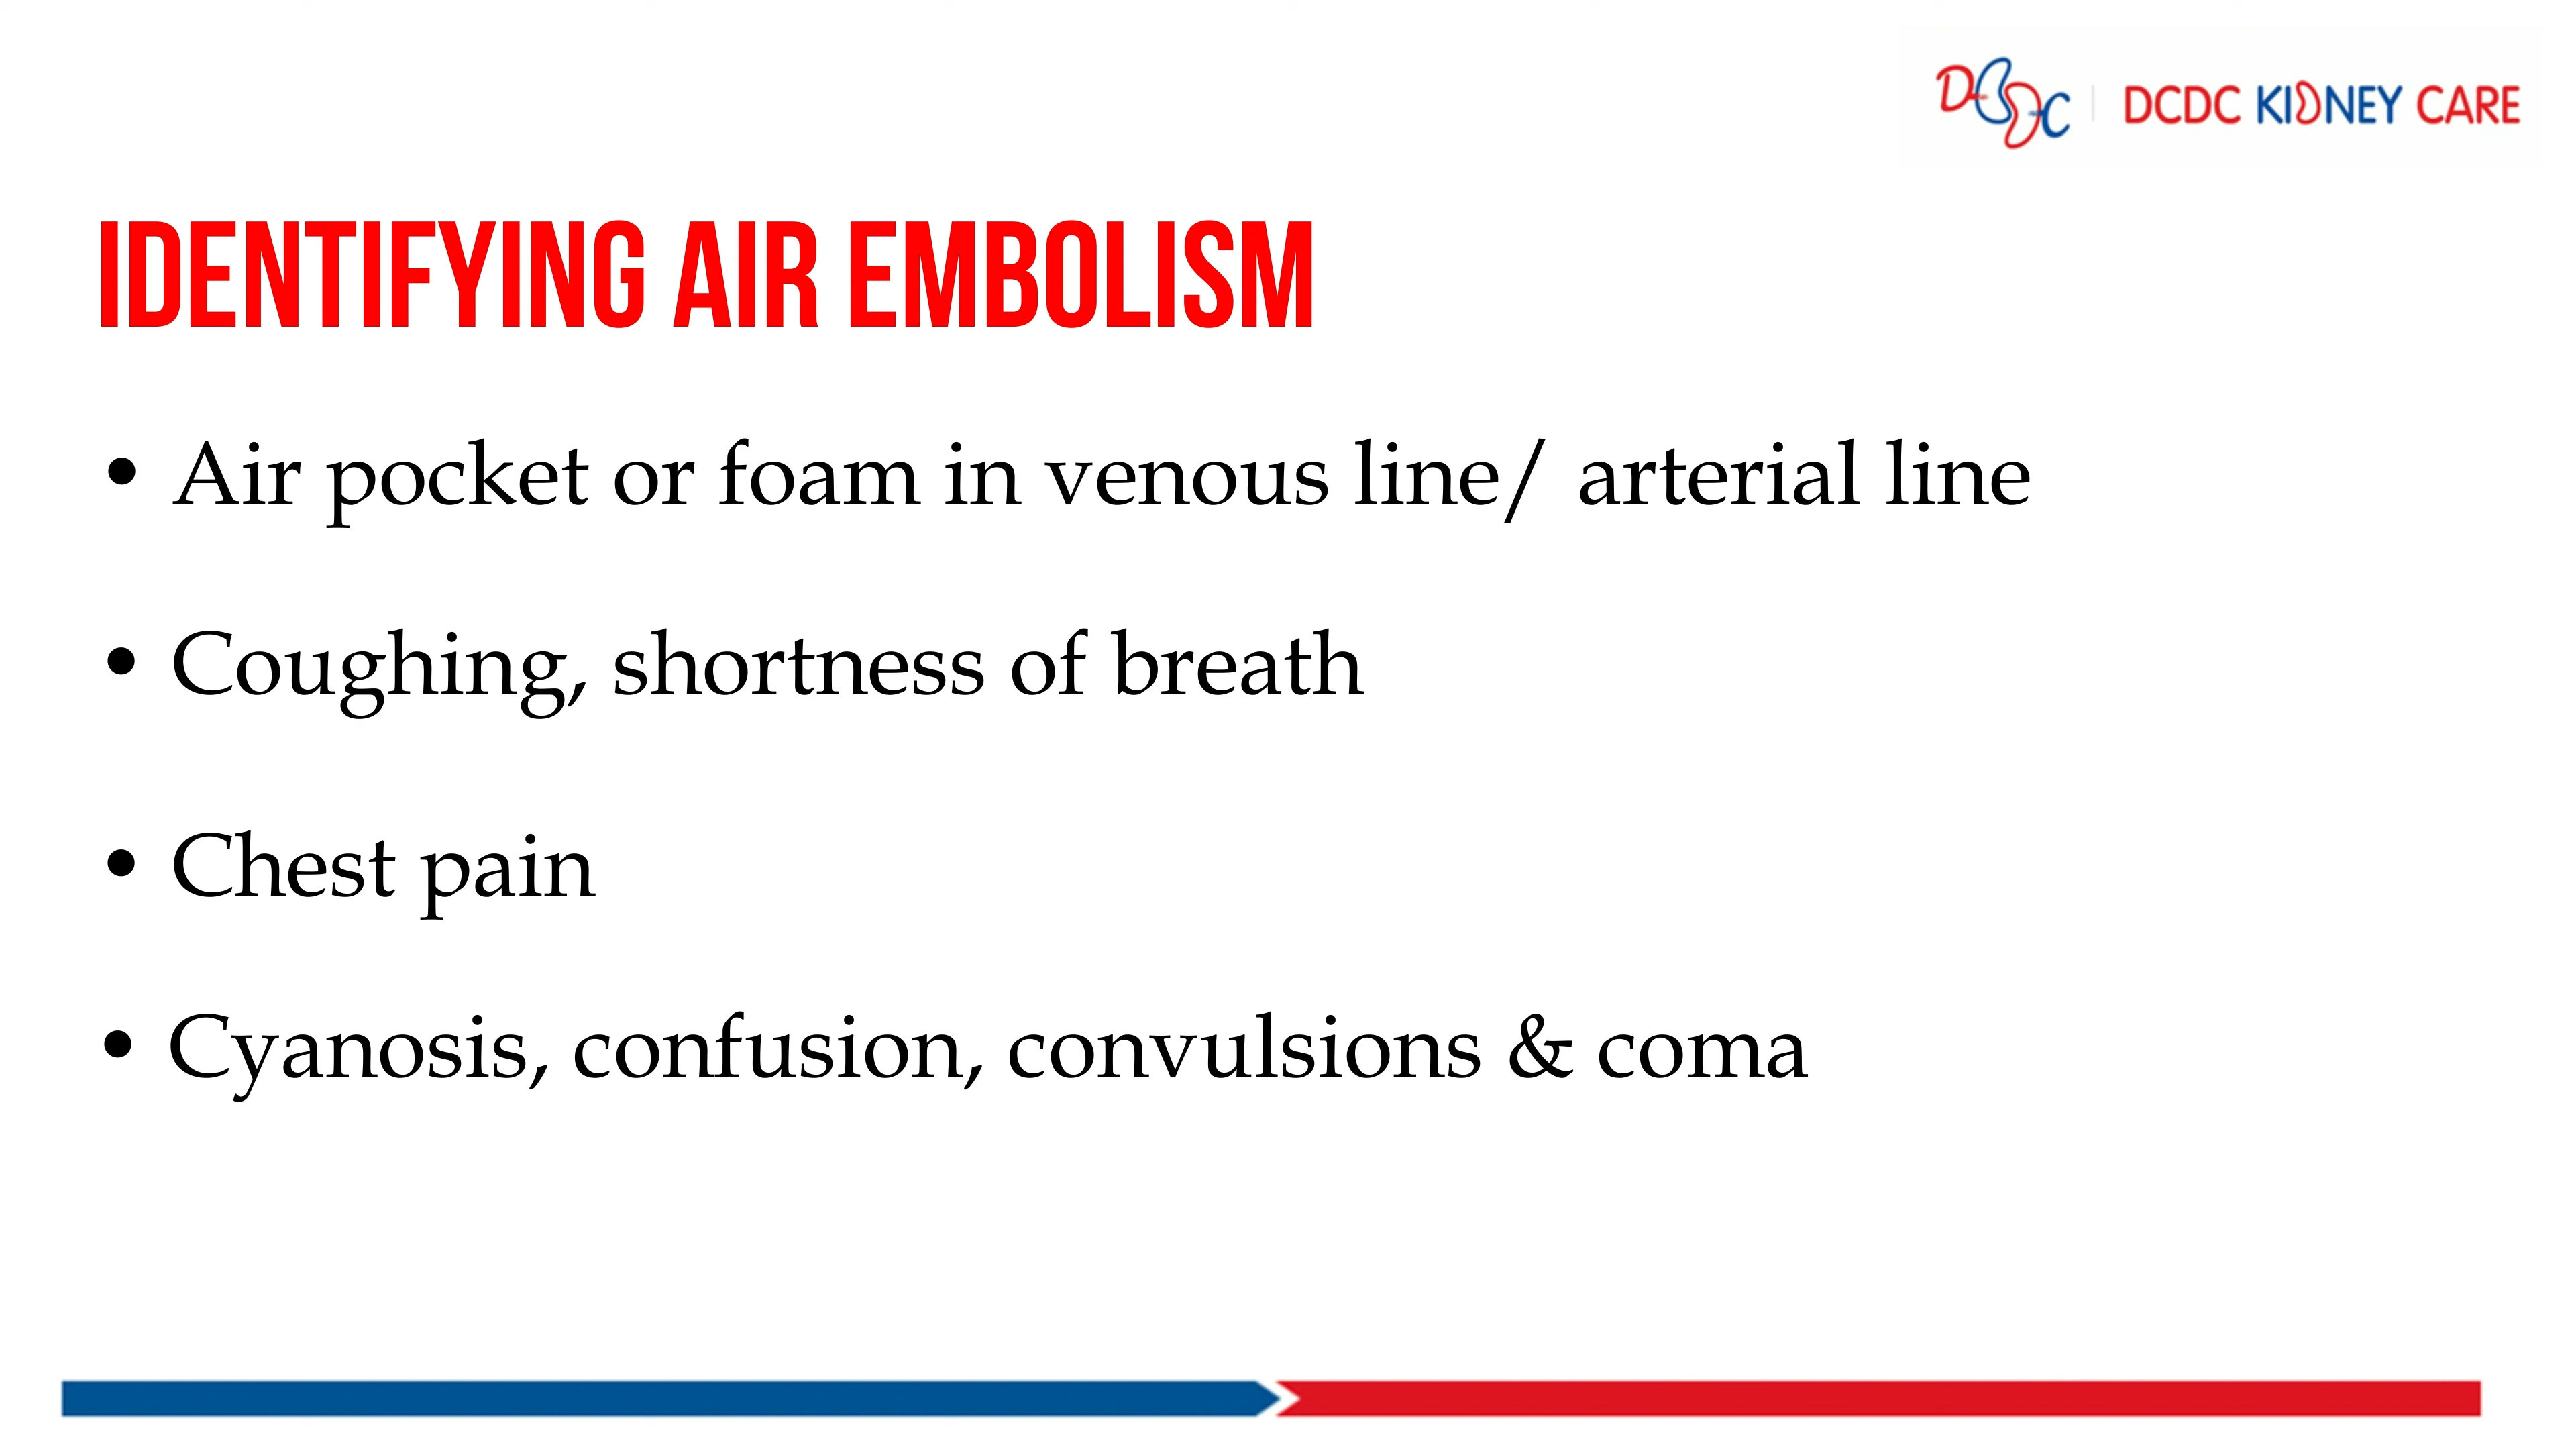 DCDC | DCDC KIDNEY CARE
IDENTIFYING AIR EMBOLISM
• Air pocket or foam in venous line/ arterial line
• Coughing, shortness of breath
• Chest pain
• Cyanosis, confusion, convulsions & coma